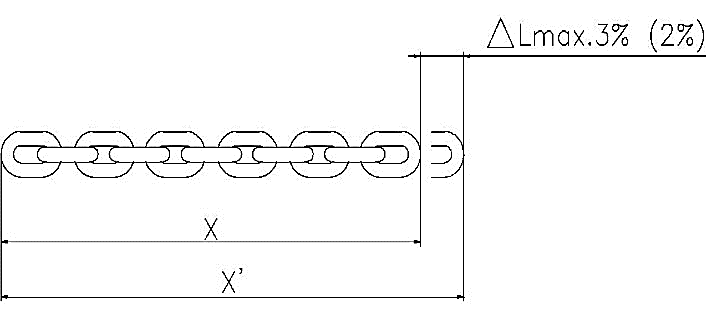 △Lmax.3% (2%)
X
X'